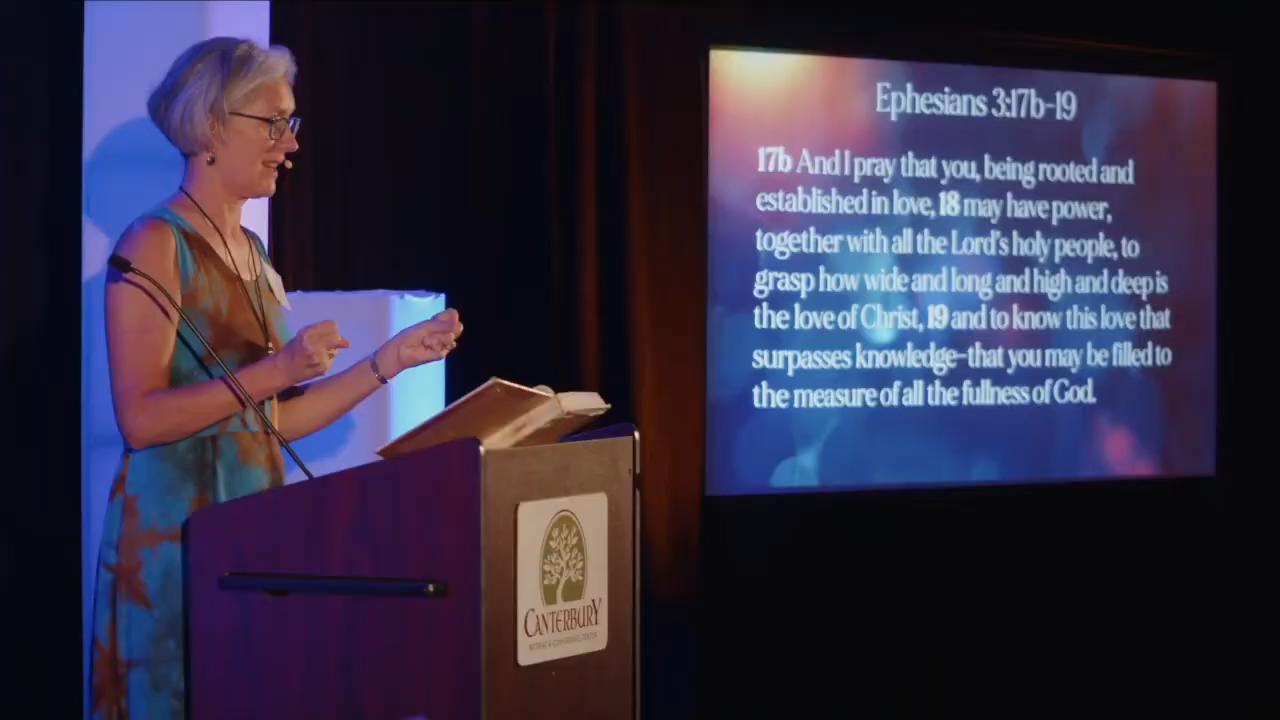 Ephesians 3:17b-19
17b And I pray that you, being rooted and
established in love, 18 may have power,
together with all the Lord's holy people, to
grasp how wide and long and high and deep is
the love of Christ, 19 and to know this love that
surpasses knowledge–that you may be filled to
the measure of all the fullness of God.
CANTERBURY
RETREAT & CONFERENCE CENTER